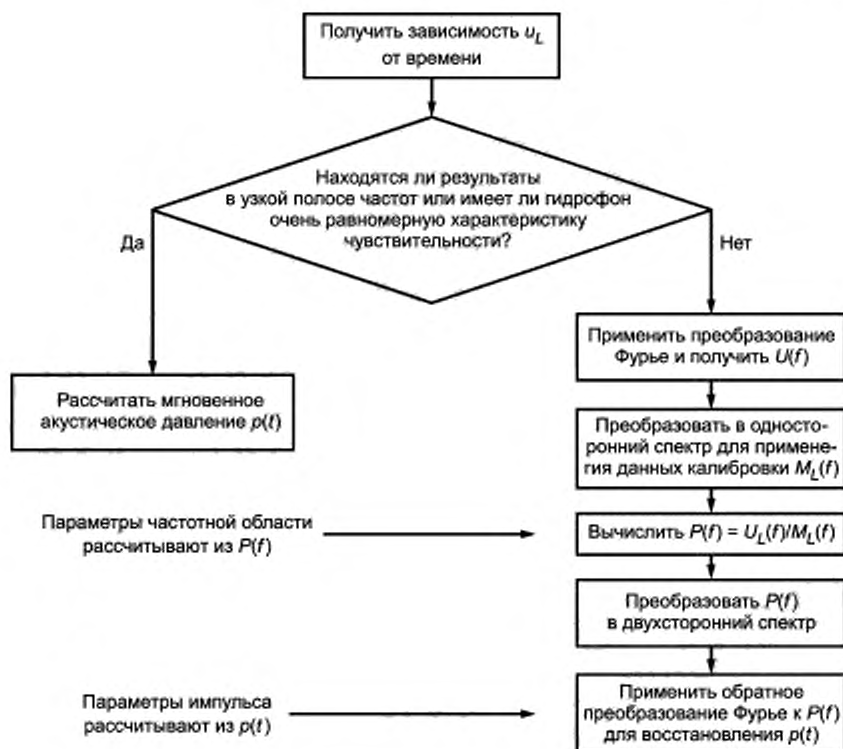 Получить зависимость u_L
от времени
Находятся ли результаты
в узкой полосе частот или имеет ли гидрофон
очень равномерную характеристику
чувствительности?
Да
Нет
Применить преобразование
Фурье и получить U(f)
Рассчитать мгновенное
акустическое давление p(t)
Преобразовать в односто-
ронний спектр для примене-
гия данных калибровки M_L(f)
Параметры частотной области
рассчитывают из P(f)
Вычислить P(f) = U_L(f)/M_L(f)
Преобразовать P(f)
в двухсторонний спектр
Параметры импульса
рассчитывают из p(t)
Применить обратное
преобразование Фурье к P(f)
для восстановления p(t)